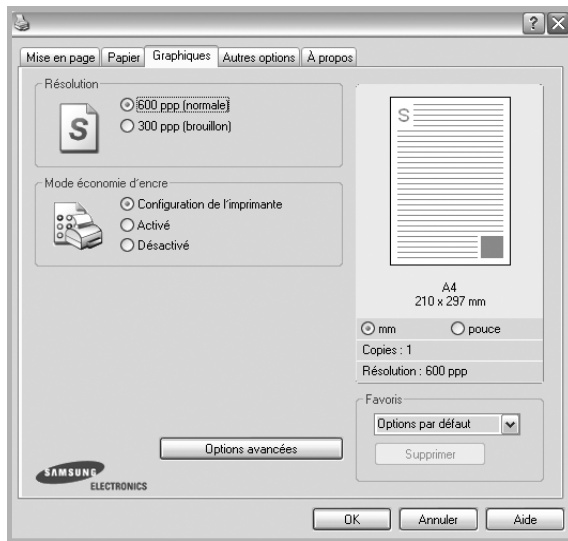 Mise en page
Papier
Graphiques
Autres options
À propos
Résolution
S
600 ppp (normale)
300 ppp (brouillon)
Mode économie d'encre
Configuration de l'imprimante
Activé
Désactivé
S
A4
210 x 297 mm
mm
pouce
Copies : 1
Résolution : 600 ppp
Favoris
Options par défaut
Supprimer
Options avancées
SAMSUNG
ELECTRONICS
OK
Annuler
Aide